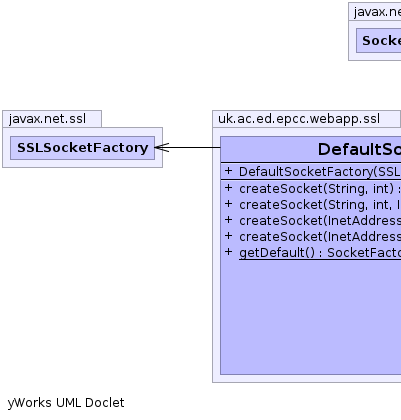 javax.ne
Socke
javax.net.ssl
SSLSocketFactory
uk.ac.ed.epcc.webapp.ssl
DefaultSo
+ DefaultSocketFactory(SSL
+ createSocket(String, int) :
+ createSocket(String, int, I
+ createSocket(InetAddress
+ createSocket(InetAddress
+ getDefault() : SocketFacto
yWorks UML Doclet